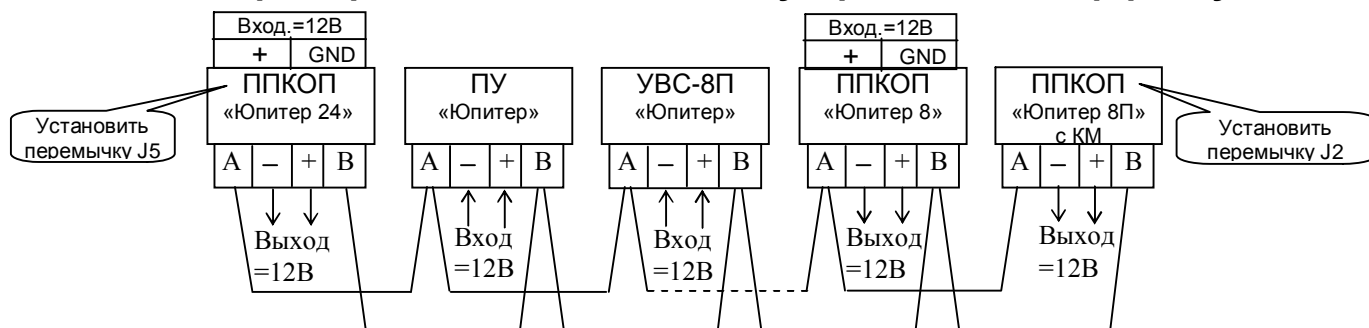 Вход.=12В
+ GND
ППКОП
«Юпитер 24»
Установить
перемычку J5
А – + В
Выход
=12В
ПУ
«Юпитер»
А – + В
Вход
=12В
УВС-8П
«Юпитер»
А – + В
Вход
=12В
Вход.=12В
+ GND
ППКОП
«Юпитер 8»
А – + В
Выход
=12В
ППКОП
«Юпитер 8П»
с КМ
Установить
перемычку J2
А – + В
Выход
=12В